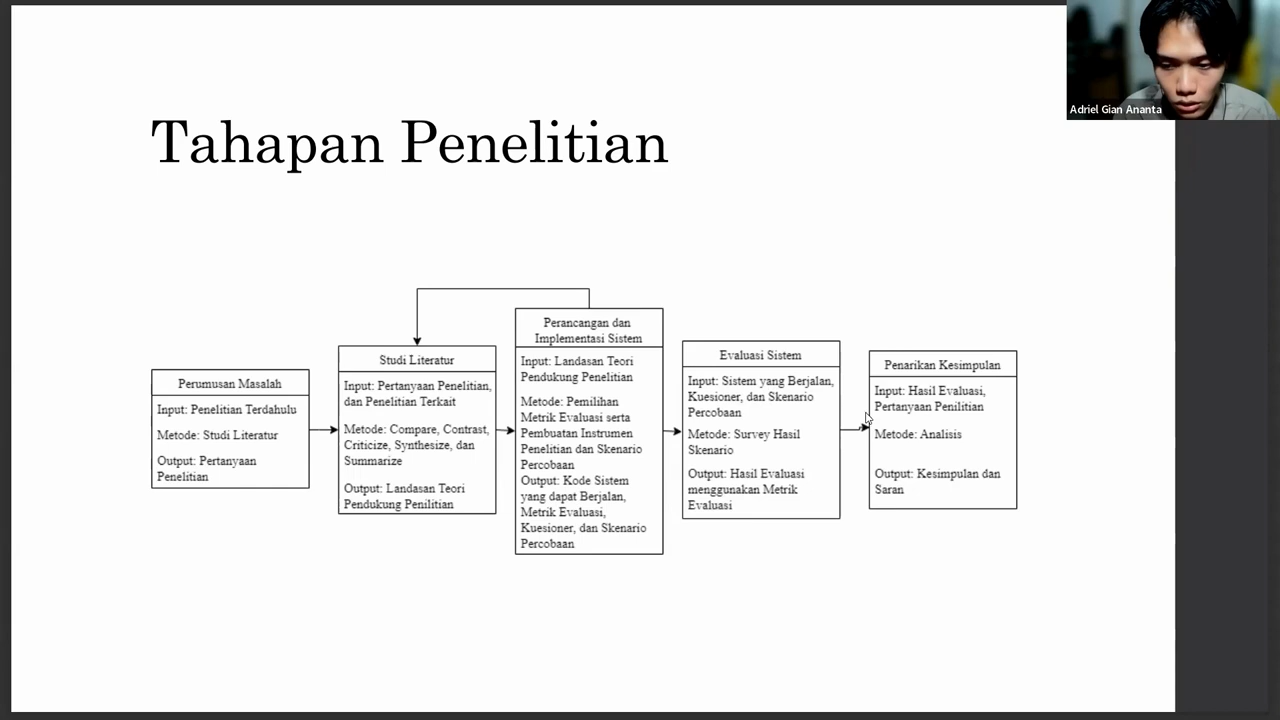 Adriel Gian Ananta
Tahapan Penelitian
Perumusan Masalah
Input: Penelitian Terdahulu
Metode: Studi Literatur
Output: Pertanyaan
Penelitian
Studi Literatur
Input: Pertanyaan Penelitian,
dan Penelitian Terkait
Metode: Compare, Contrast,
Criticize, Synthesize, dan
Summarize
Output: Landasan Teori
Pendukung Penilitian
Perancangan dan
Implementasi Sistem
Input: Landasan Teori
Pendukung Penelitian
Metode: Pemilihan
Metrik Evaluasi serta
Pembuatan Instrumen
Penelitian dan Skenario
Percobaan
Output: Kode Sistem
yang dapat Berjalan,
Metrik Evaluasi,
Kuesioner, dan Skenario
Percobaan
Evaluasi Sistem
Input: Sistem yang Berjalan,
Kuesioner, dan Skenario
Percobaan
Metode: Survey Hasil
Skenario
Output: Hasil Evaluasi
menggunakan Metrik
Evaluasi
Penarikan Kesimpulan
Input: Hasil Evaluasi,
Pertanyaan Penilitian
Metode: Analisis
Output: Kesimpulan dan
Saran